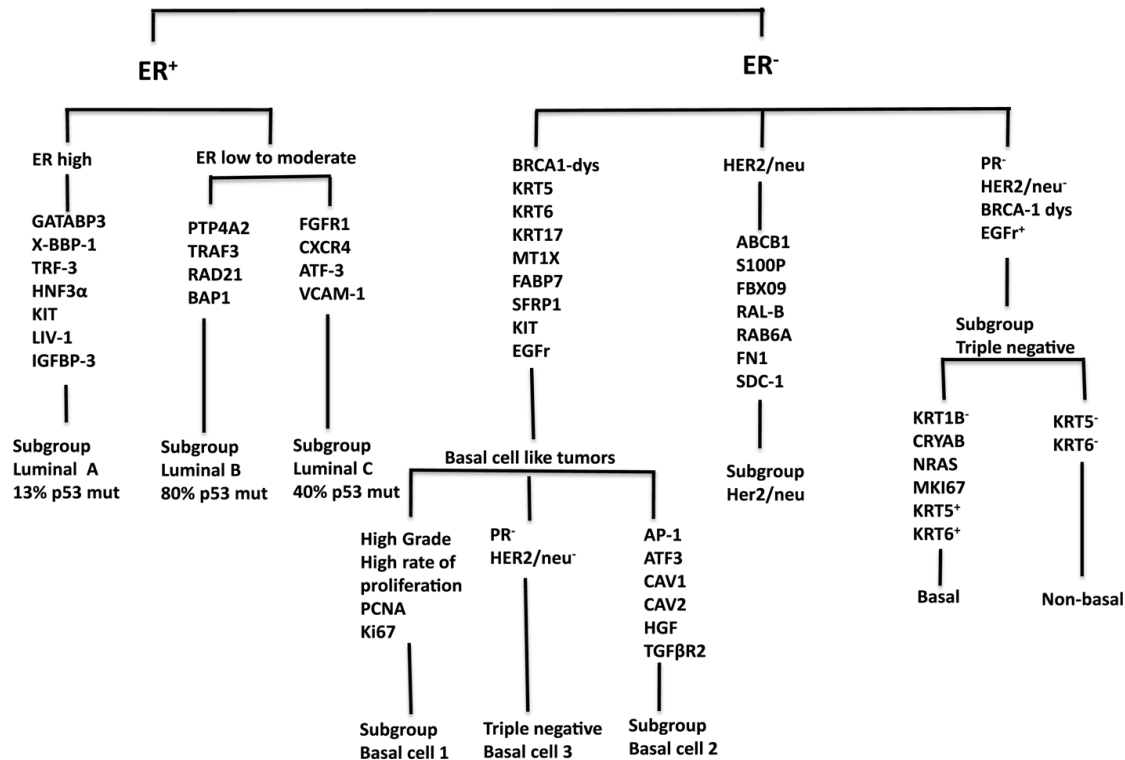 ER⁺
ER⁻
ER high
GATABP3
X-BBP-1
TRF-3
HNF3α
KIT
LIV-1
IGFBP-3
Subgroup
Luminal A
13% p53 mut
ER low to moderate
PTP4A2
TRAF3
RAD21
BAP1
Subgroup
Luminal B
80% p53 mut
FGFR1
CXCR4
ATF-3
VCAM-1
Subgroup
Luminal C
40% p53 mut
BRCA1-dys
KRT5
KRT6
KRT17
MT1X
FABP7
SFRP1
KIT
EGFr
Basal cell like tumors
High Grade
High rate of
proliferation
PCNA
Ki67
Subgroup
Basal cell 1
PR⁻
HER2/neu⁻
Triple negative
Basal cell 3
AP-1
ATF3
CAV1
CAV2
HGF
TGFβR2
Subgroup
Basal cell 2
HER2/neu
ABCB1
S100P
FBX09
RAL-B
RAB6A
FN1
SDC-1
Subgroup
Her2/neu
PR⁻
HER2/neu⁻
BRCA-1 dys
EGFr⁺
Subgroup
Triple negative
KRT1B⁻
CRYAB
NRAS
MKI67
KRT5⁺
KRT6⁺
Basal
KRT5⁻
KRT6⁻
Non-basal